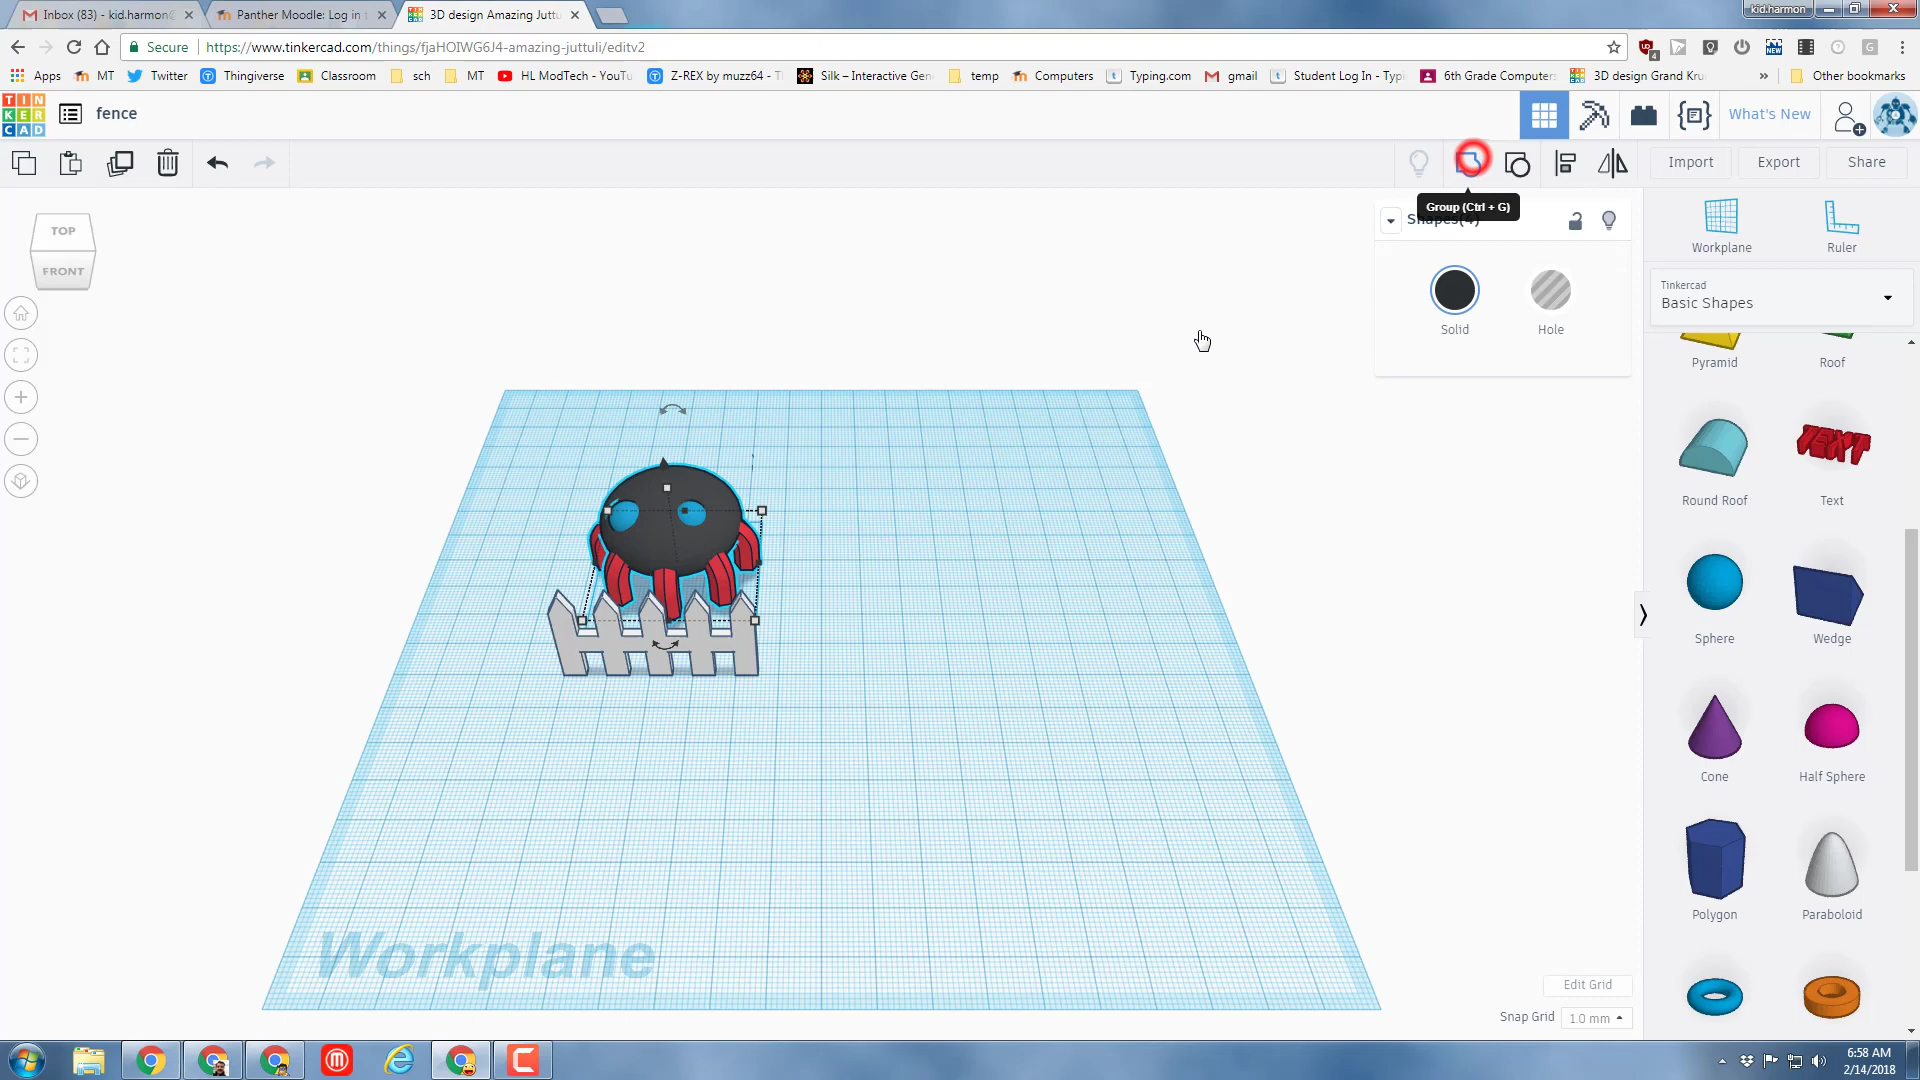 Inbox (83) - kid.harmon@
Panther Moodle: Log in t
3D design Amazing Juttu
kid.harmon
Secure
https://www.tinkercad.com/things/fjaHOIWG6J4-amazing-juttuli/editv2
Apps
MT
Twitter
Thingiverse
Classroom
sch
MT
HL ModTech - YouTu
Z-REX by muzz64 - T
Silk – Interactive Gen
temp
Computers
Typing.com
gmail
Student Log In - Typi
6th Grade Computers
3D design Grand Kru
»
Other bookmarks
TIN
KER
CAD
fence
What's New
Import
Export
Share
Group (Ctrl + G)
TOP
FRONT
Solid
Hole
Workplane
Ruler
Tinkercad
Basic Shapes
Pyramid
Roof
TEXT
Round Roof
Text
Sphere
Wedge
Cone
Half Sphere
Polygon
Paraboloid
Workplane
Edit Grid
Snap Grid
1.0 mm
6:58 AM
2/14/2018